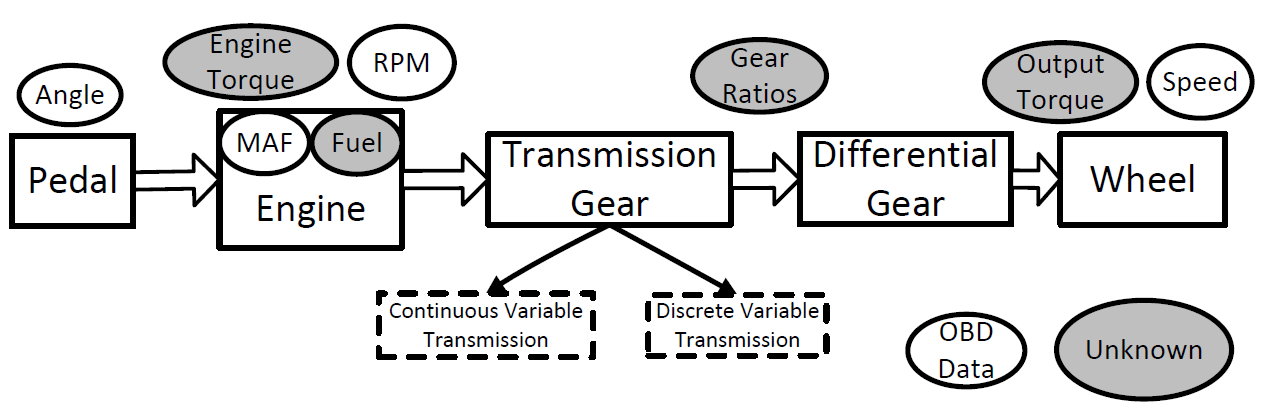 Engine
Torque
RPM
Gear
Ratios
Output
Torque
Speed
Angle
MAF
Fuel
Pedal
Engine
Transmission
Gear
Differential
Gear
Wheel
Continuous Variable
Transmission
Discrete Variable
Transmission
OBD
Data
Unknown